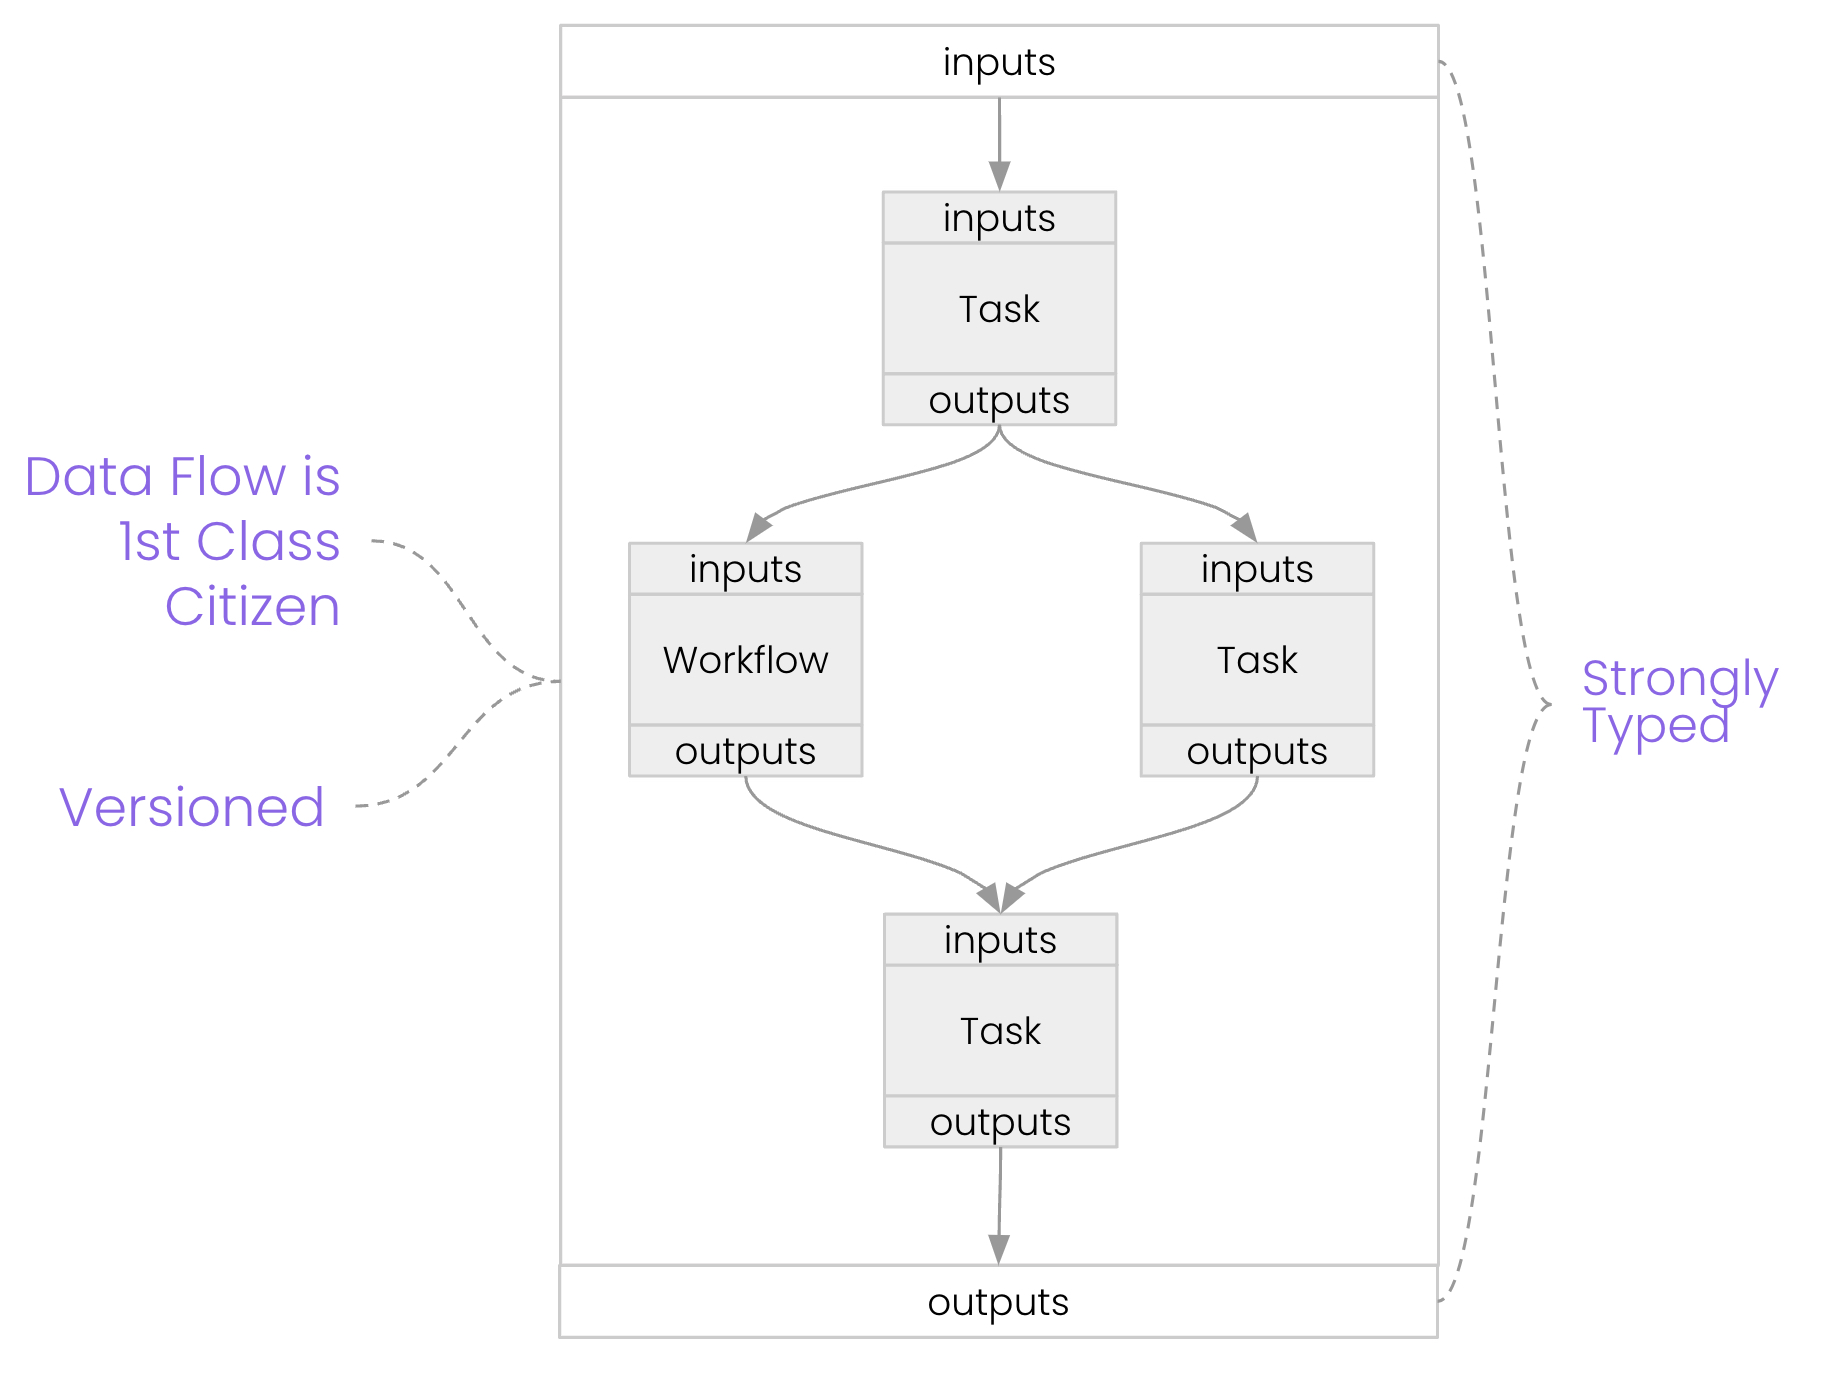 inputs
inputs
Task
outputs
Data Flow is
1st Class
Citizen
Versioned
inputs
Workflow
outputs
inputs
Task
outputs
Strongly
Typed
inputs
Task
outputs
outputs